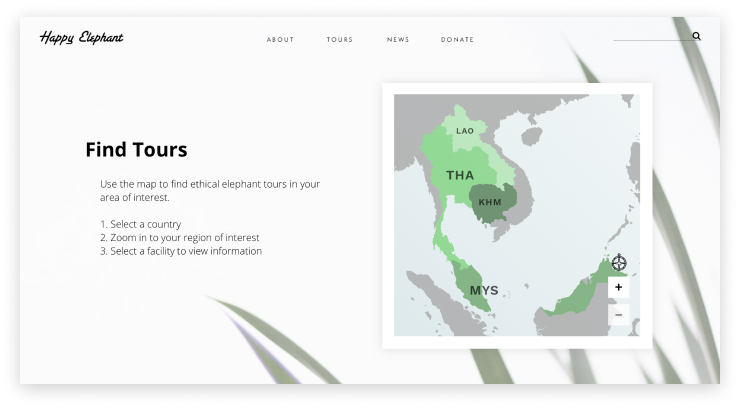 Happy Elephant
ABOUT TOURS NEWS DONATE
Find Tours
Use the map to find ethical elephant tours in your
area of interest.
1. Select a country
2. Zoom in to your region of interest
3. Select a facility to view information
LAO
THA
KHM
MYS
+
–